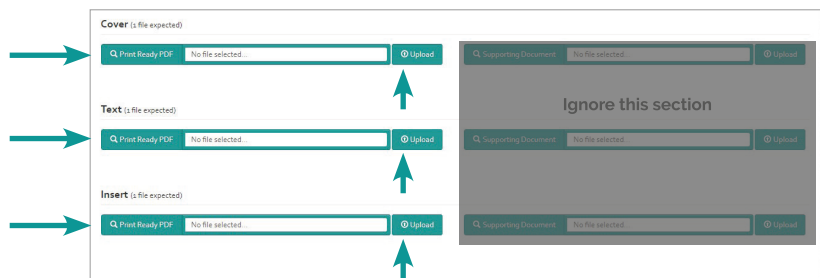 Cover (1 file expected)
Print Ready PDF No file selected... Upload Supporting Document No file selected... Upload
Ignore this section
Text (1 file expected)
Print Ready PDF No file selected... Upload Supporting Document No file selected... Upload
Insert (1 file expected)
Print Ready PDF No file selected... Upload Supporting Document No file selected... Upload